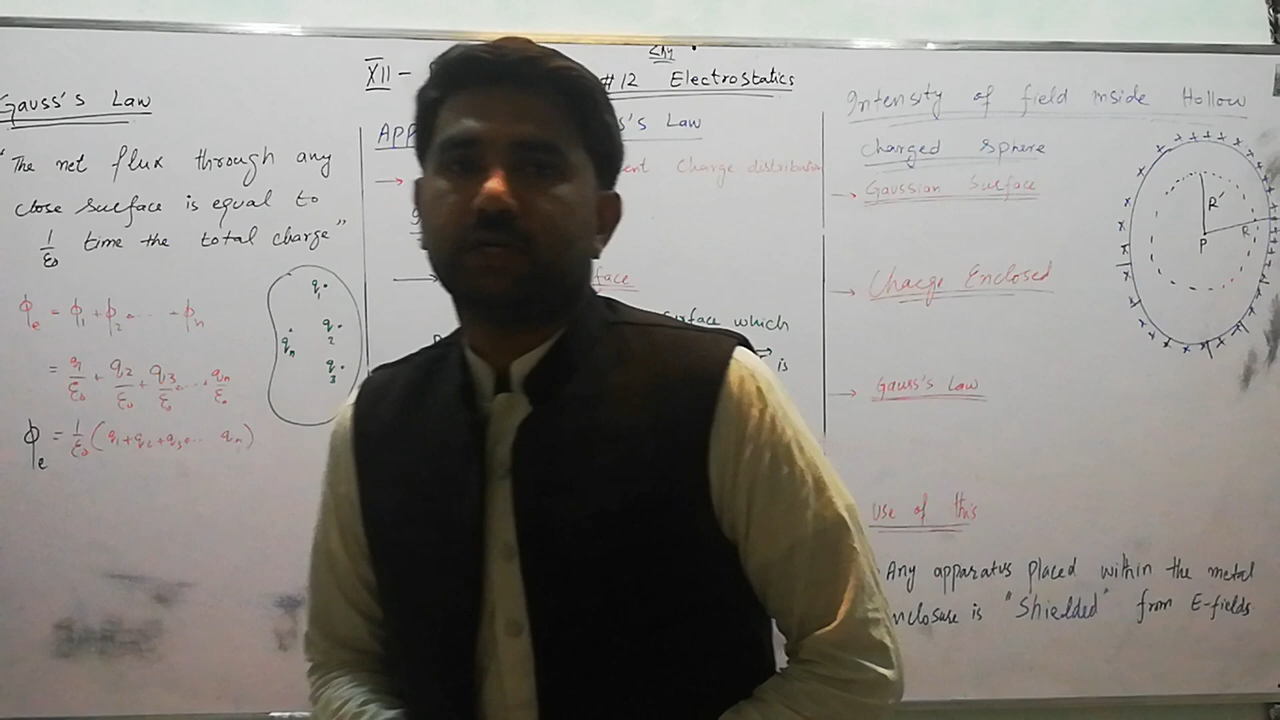 XII -
#12 Electrostatics
Gauss's Law
"The net flux through any
close surface is equal to
1/ε₀ time the total charge"
ϕe = ϕ1 + ϕ2 ..... + ϕn
= q1/ε₀ + q2/ε₀ + q3/ε₀ ..... qn/ε₀
ϕe = 1/ε₀ (q1+q2+q3... qn)
q1
q2
qn
q3
APP
s's Law
ent Charge distribution
face
surface which
is
Intensity of field inside Hollow
charged sphere
Gaussian Surface
Charge Enclosed
Gauss's Law
R'
P
R
use of this
Any apparatus placed within the metal
nclosure is "Shielded" from E-fields